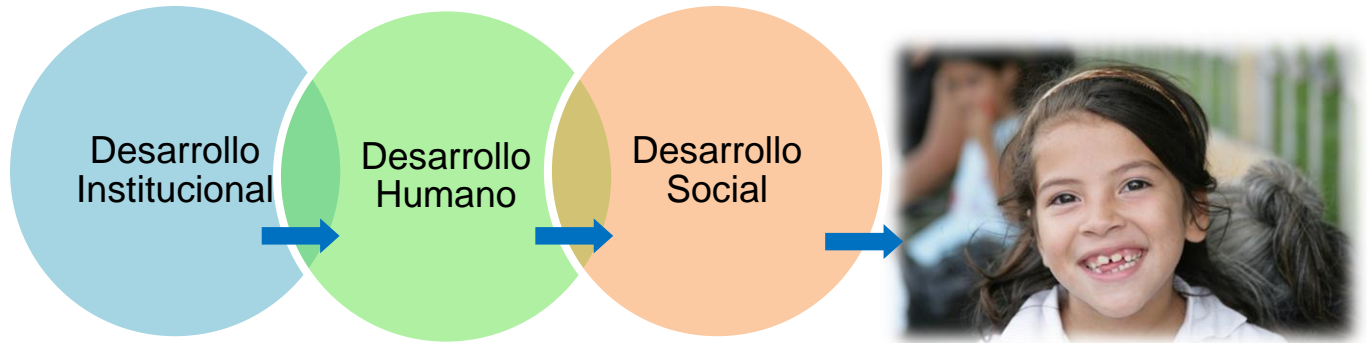 Desarrollo
Institucional
Desarrollo
Humano
Desarrollo
Social